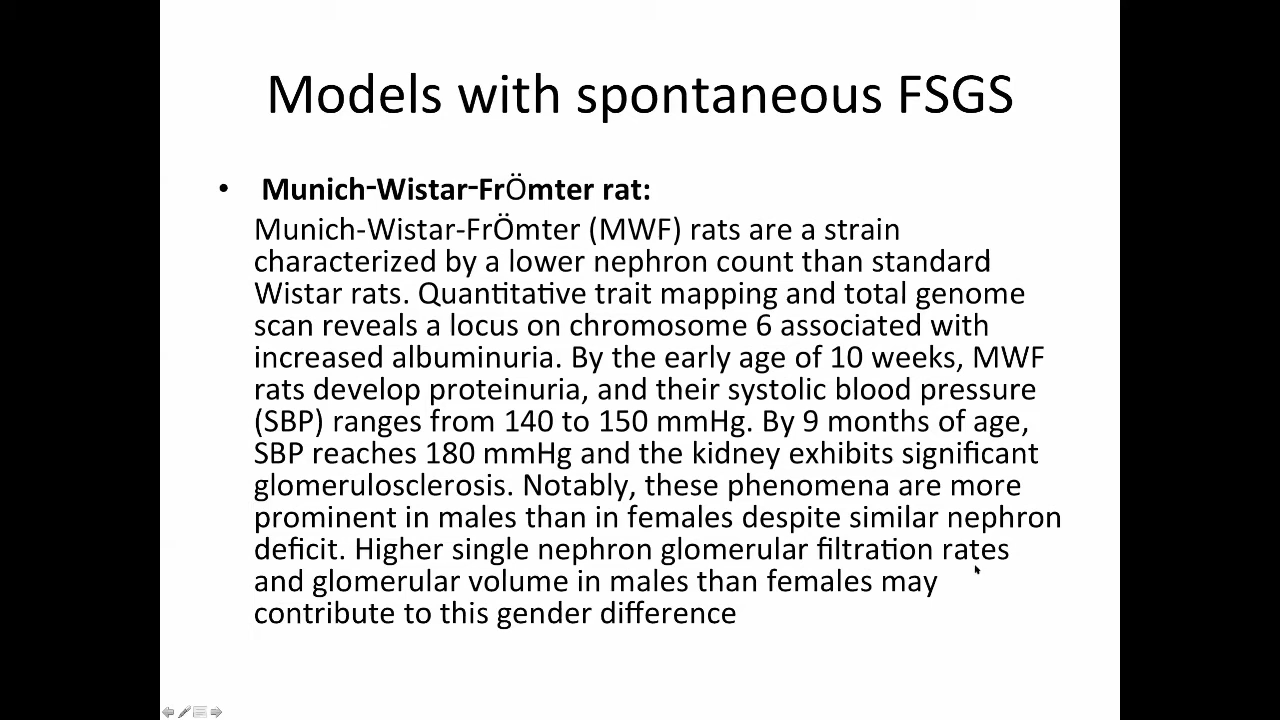 Models with spontaneous FSGS
• Munich-Wistar-FrÖmter rat:
Munich-Wistar-FrÖmter (MWF) rats are a strain
characterized by a lower nephron count than standard
Wistar rats. Quantitative trait mapping and total genome
scan reveals a locus on chromosome 6 associated with
increased albuminuria. By the early age of 10 weeks, MWF
rats develop proteinuria, and their systolic blood pressure
(SBP) ranges from 140 to 150 mmHg. By 9 months of age,
SBP reaches 180 mmHg and the kidney exhibits significant
glomerulosclerosis. Notably, these phenomena are more
prominent in males than in females despite similar nephron
deficit. Higher single nephron glomerular filtration rates
and glomerular volume in males than females may
contribute to this gender difference